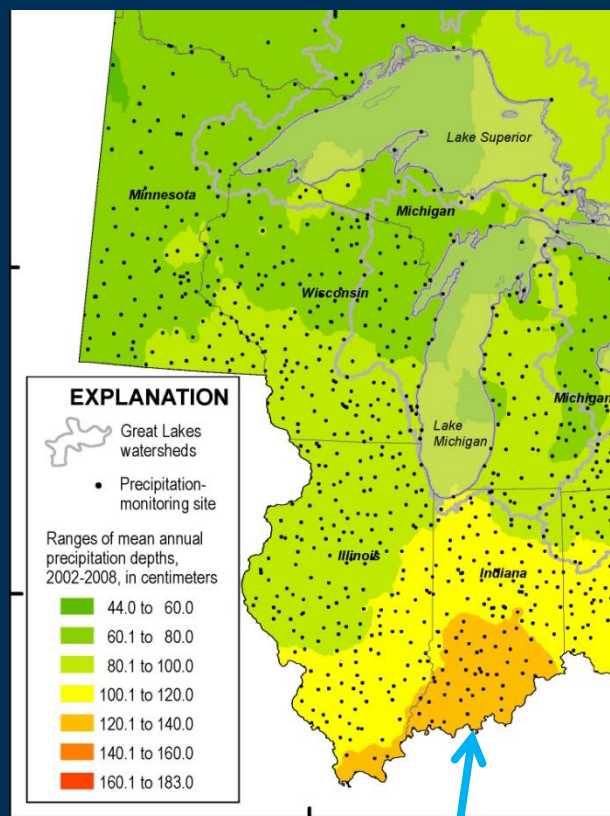 Lake Superior
Minnesota
Michigan
Wisconsin
Michigan
Lake
Michigan
Illinois
Indiana
EXPLANATION
Great Lakes
watersheds
Precipitation-
monitoring site
Ranges of mean annual
precipitation depths,
2002-2008, in centimeters
44.0 to 60.0
60.1 to 80.0
80.1 to 100.0
100.1 to 120.0
120.1 to 140.0
140.1 to 160.0
160.1 to 183.0